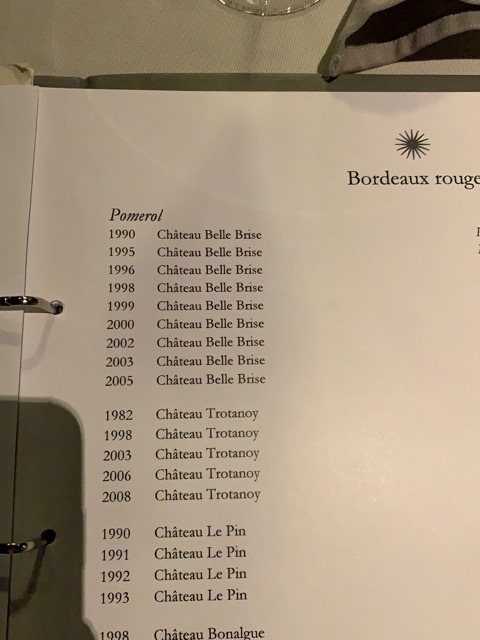 Bordeaux rouge
Pomerol
1990 Château Belle Brise
1995 Château Belle Brise
1996 Château Belle Brise
1998 Château Belle Brise
1999 Château Belle Brise
2000 Château Belle Brise
2002 Château Belle Brise
2003 Château Belle Brise
2005 Château Belle Brise
1982 Château Trotanoy
1998 Château Trotanoy
2003 Château Trotanoy
2006 Château Trotanoy
2008 Château Trotanoy
1990 Château Le Pin
1991 Château Le Pin
1992 Château Le Pin
1993 Château Le Pin
1998 Château Bonalgue